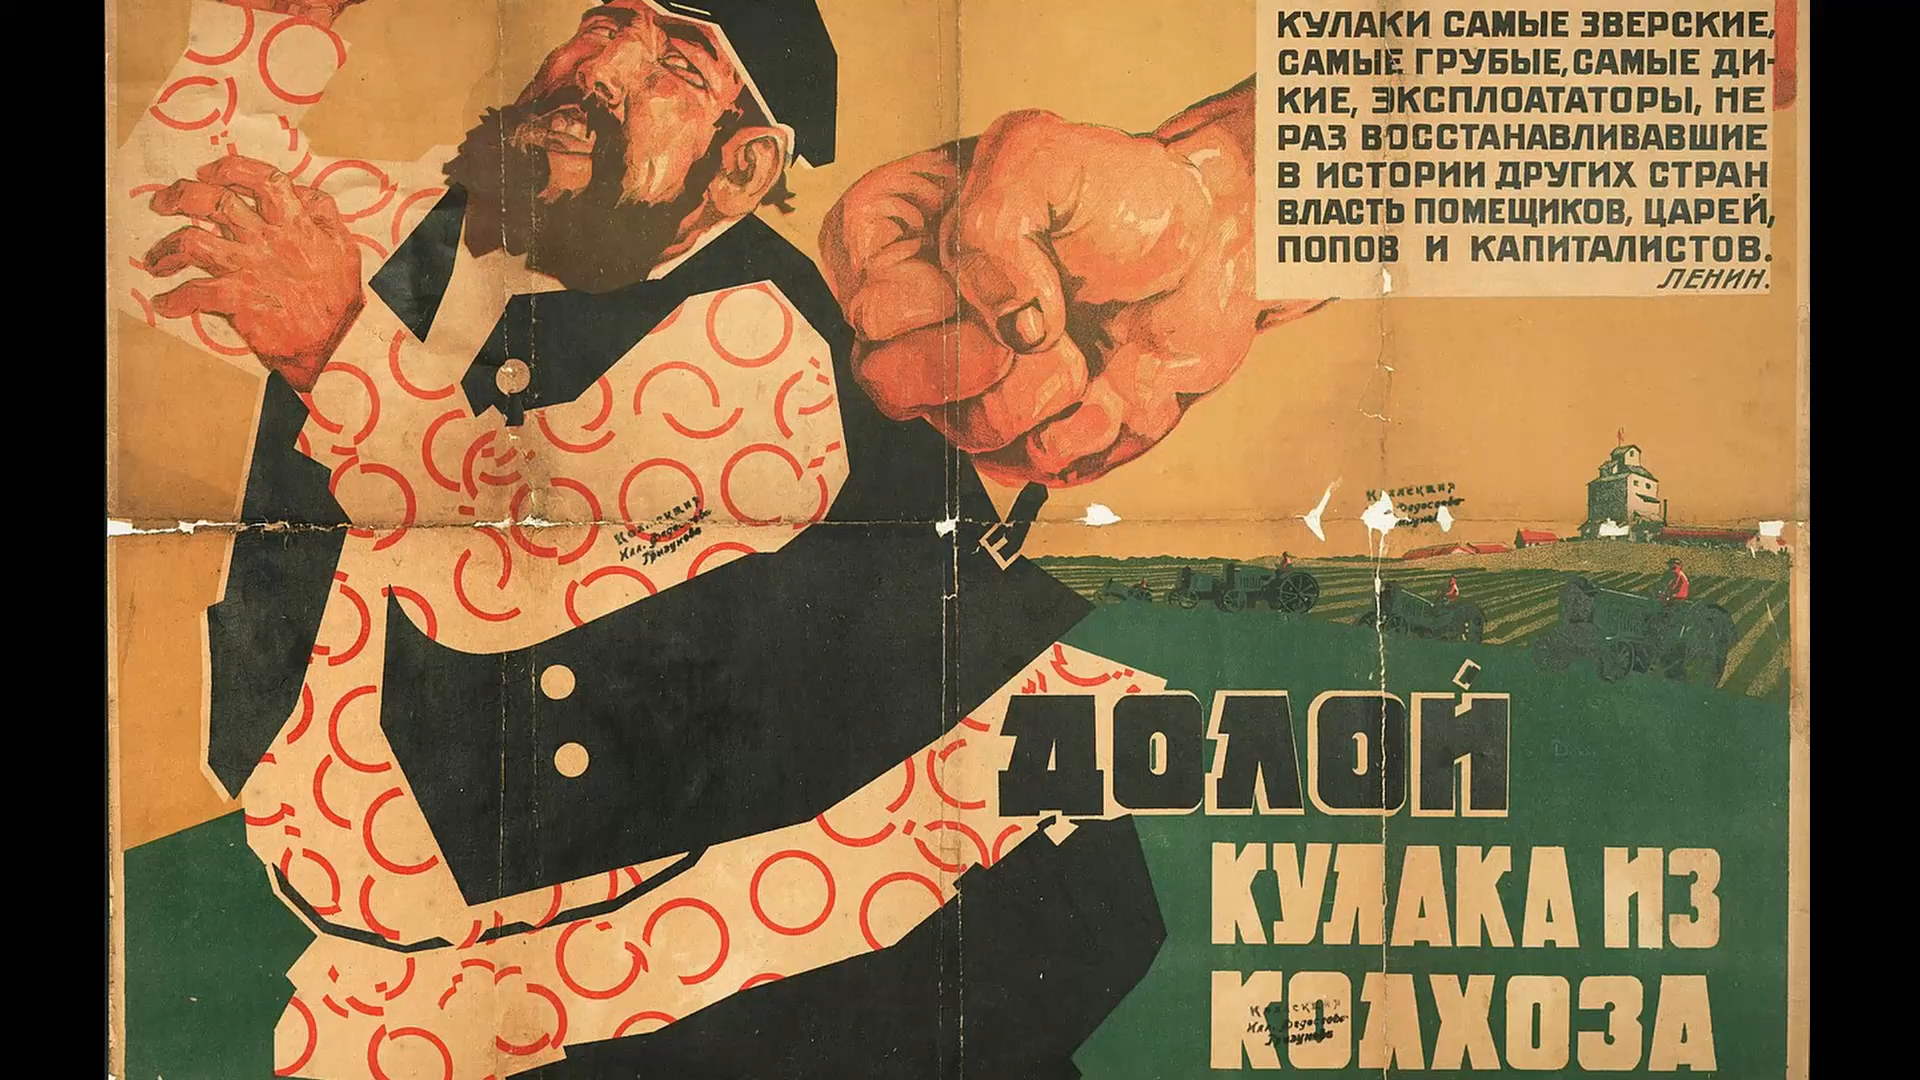 КУЛАКИ САМЫЕ ЗВЕРСКИЕ,
САМЫЕ ГРУБЫЕ, САМЫЕ ДИ-
КИЕ, ЭКСПЛОАТАТОРЫ, НЕ
РАЗ ВОССТАНАВЛИВАВШИЕ
В ИСТОРИИ ДРУГИХ СТРАН
ВЛАСТЬ ПОМЕЩИКОВ, ЦАРЕЙ,
ПОПОВ И КАПИТАЛИСТОВ.
ЛЕНИН.
ДОЛОЙ
КУЛАКА ИЗ
КОЛХОЗА